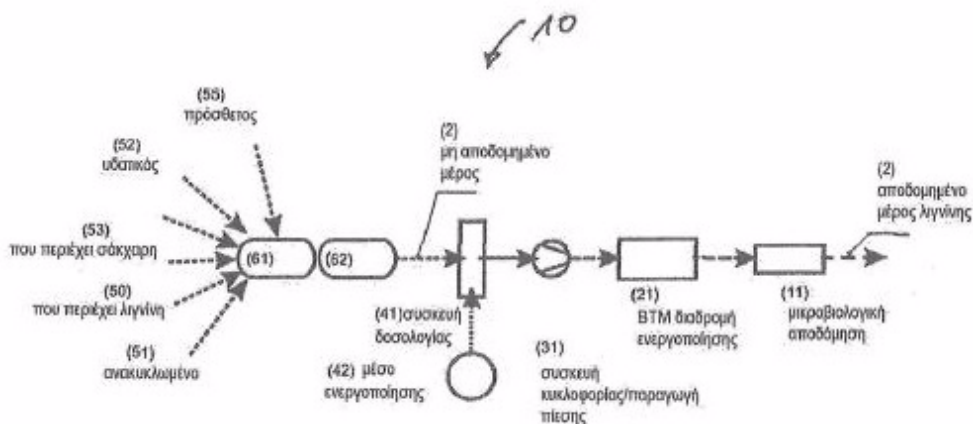 10
(55)
πρόσθετος
(52)
υδατικός
(53)
που περιέχει σάκχαρη
(50)
που περιέχει λιγνίνη
(51)
ανακυκλωμένο
(61)
(62)
(2)
μη αποδομημένο
μέρος
(41) συσκευή
δοσολογίας
(42) μέσο
ενεργοποίησης
(31)
συσκευή
κυκλοφορίας/παραγωγή
πίεσης
(21)
BTM διαδρομή
ενεργοποίησης
(11)
μικροβιολογική
αποδόμηση
(2)
αποδομημένο
μέρος λιγνίνης